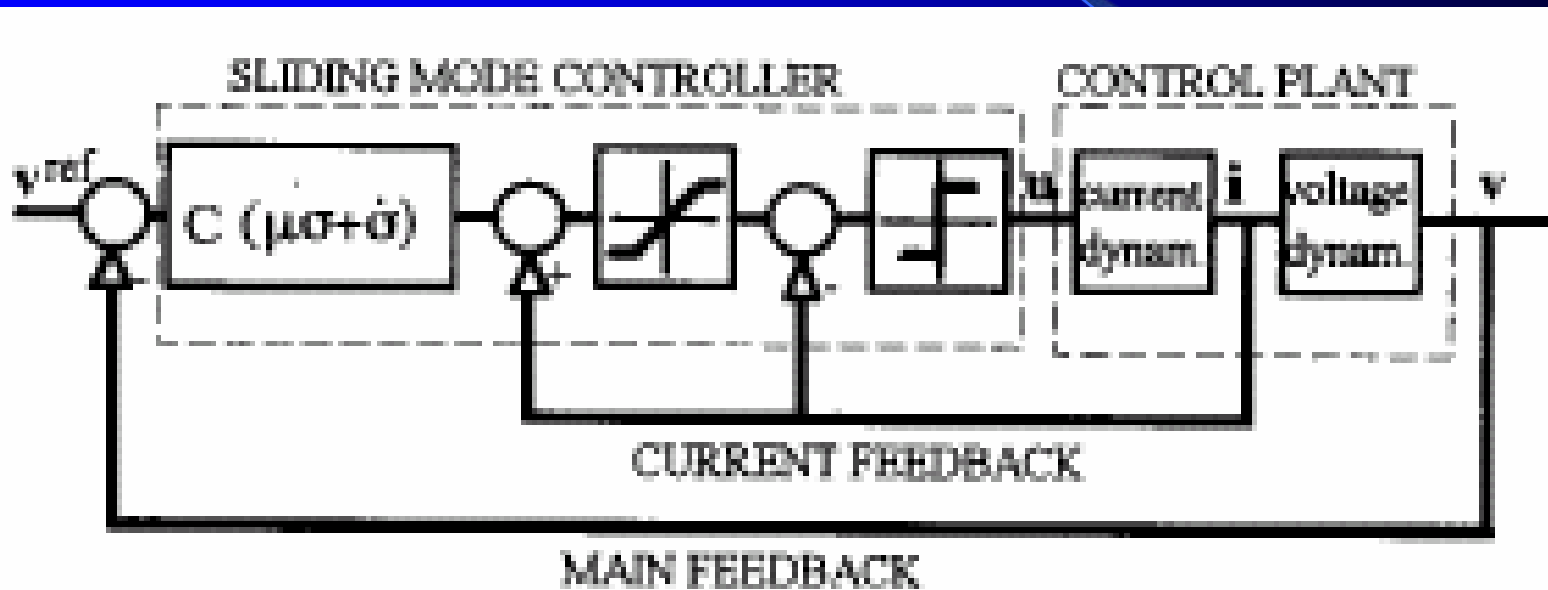 SLIDING MODE CONTROLLER
CONTROL PLANT
v^ref
C (μσ+σ̇)
u
current
dynam.
i
voltage
dynam.
v
-
+
-
CURRENT FEEDBACK
MAIN FEEDBACK